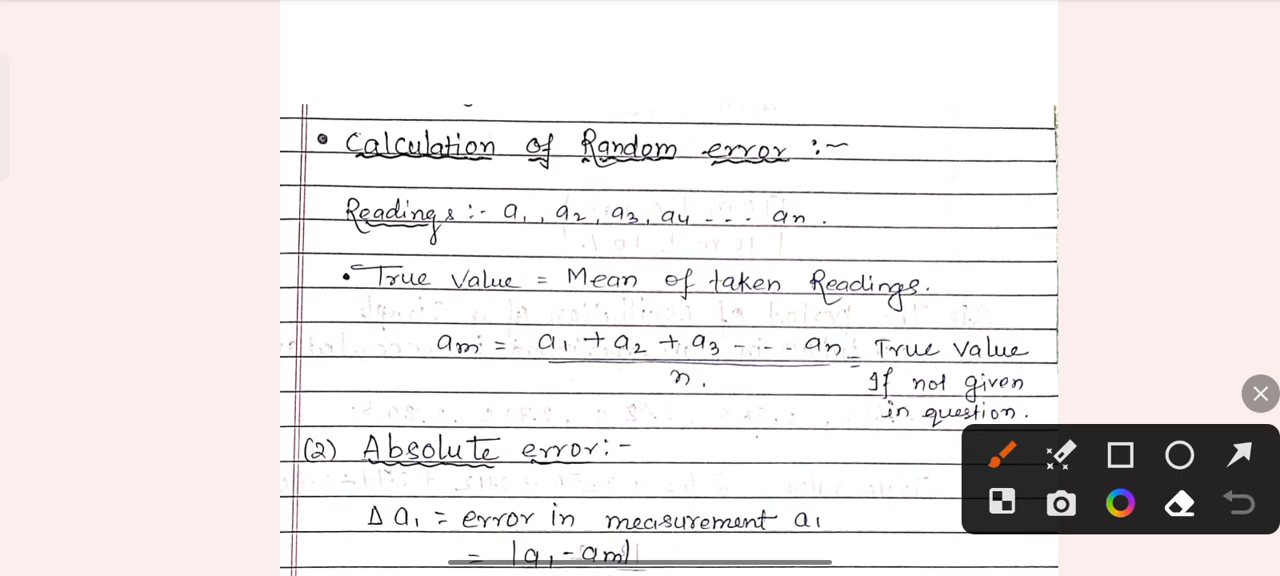 • Calculation of Random error :~
Readings :- a₁, a₂, a₃, a₄ - - - an.
• True Value = Mean of taken Readings.
am = a₁ + a₂ + a₃ - - - an = True Value
n.
If not given
in question.
(2) Absolute error:-
Δ a₁ = error in measurement a₁
= |a₁ - am|